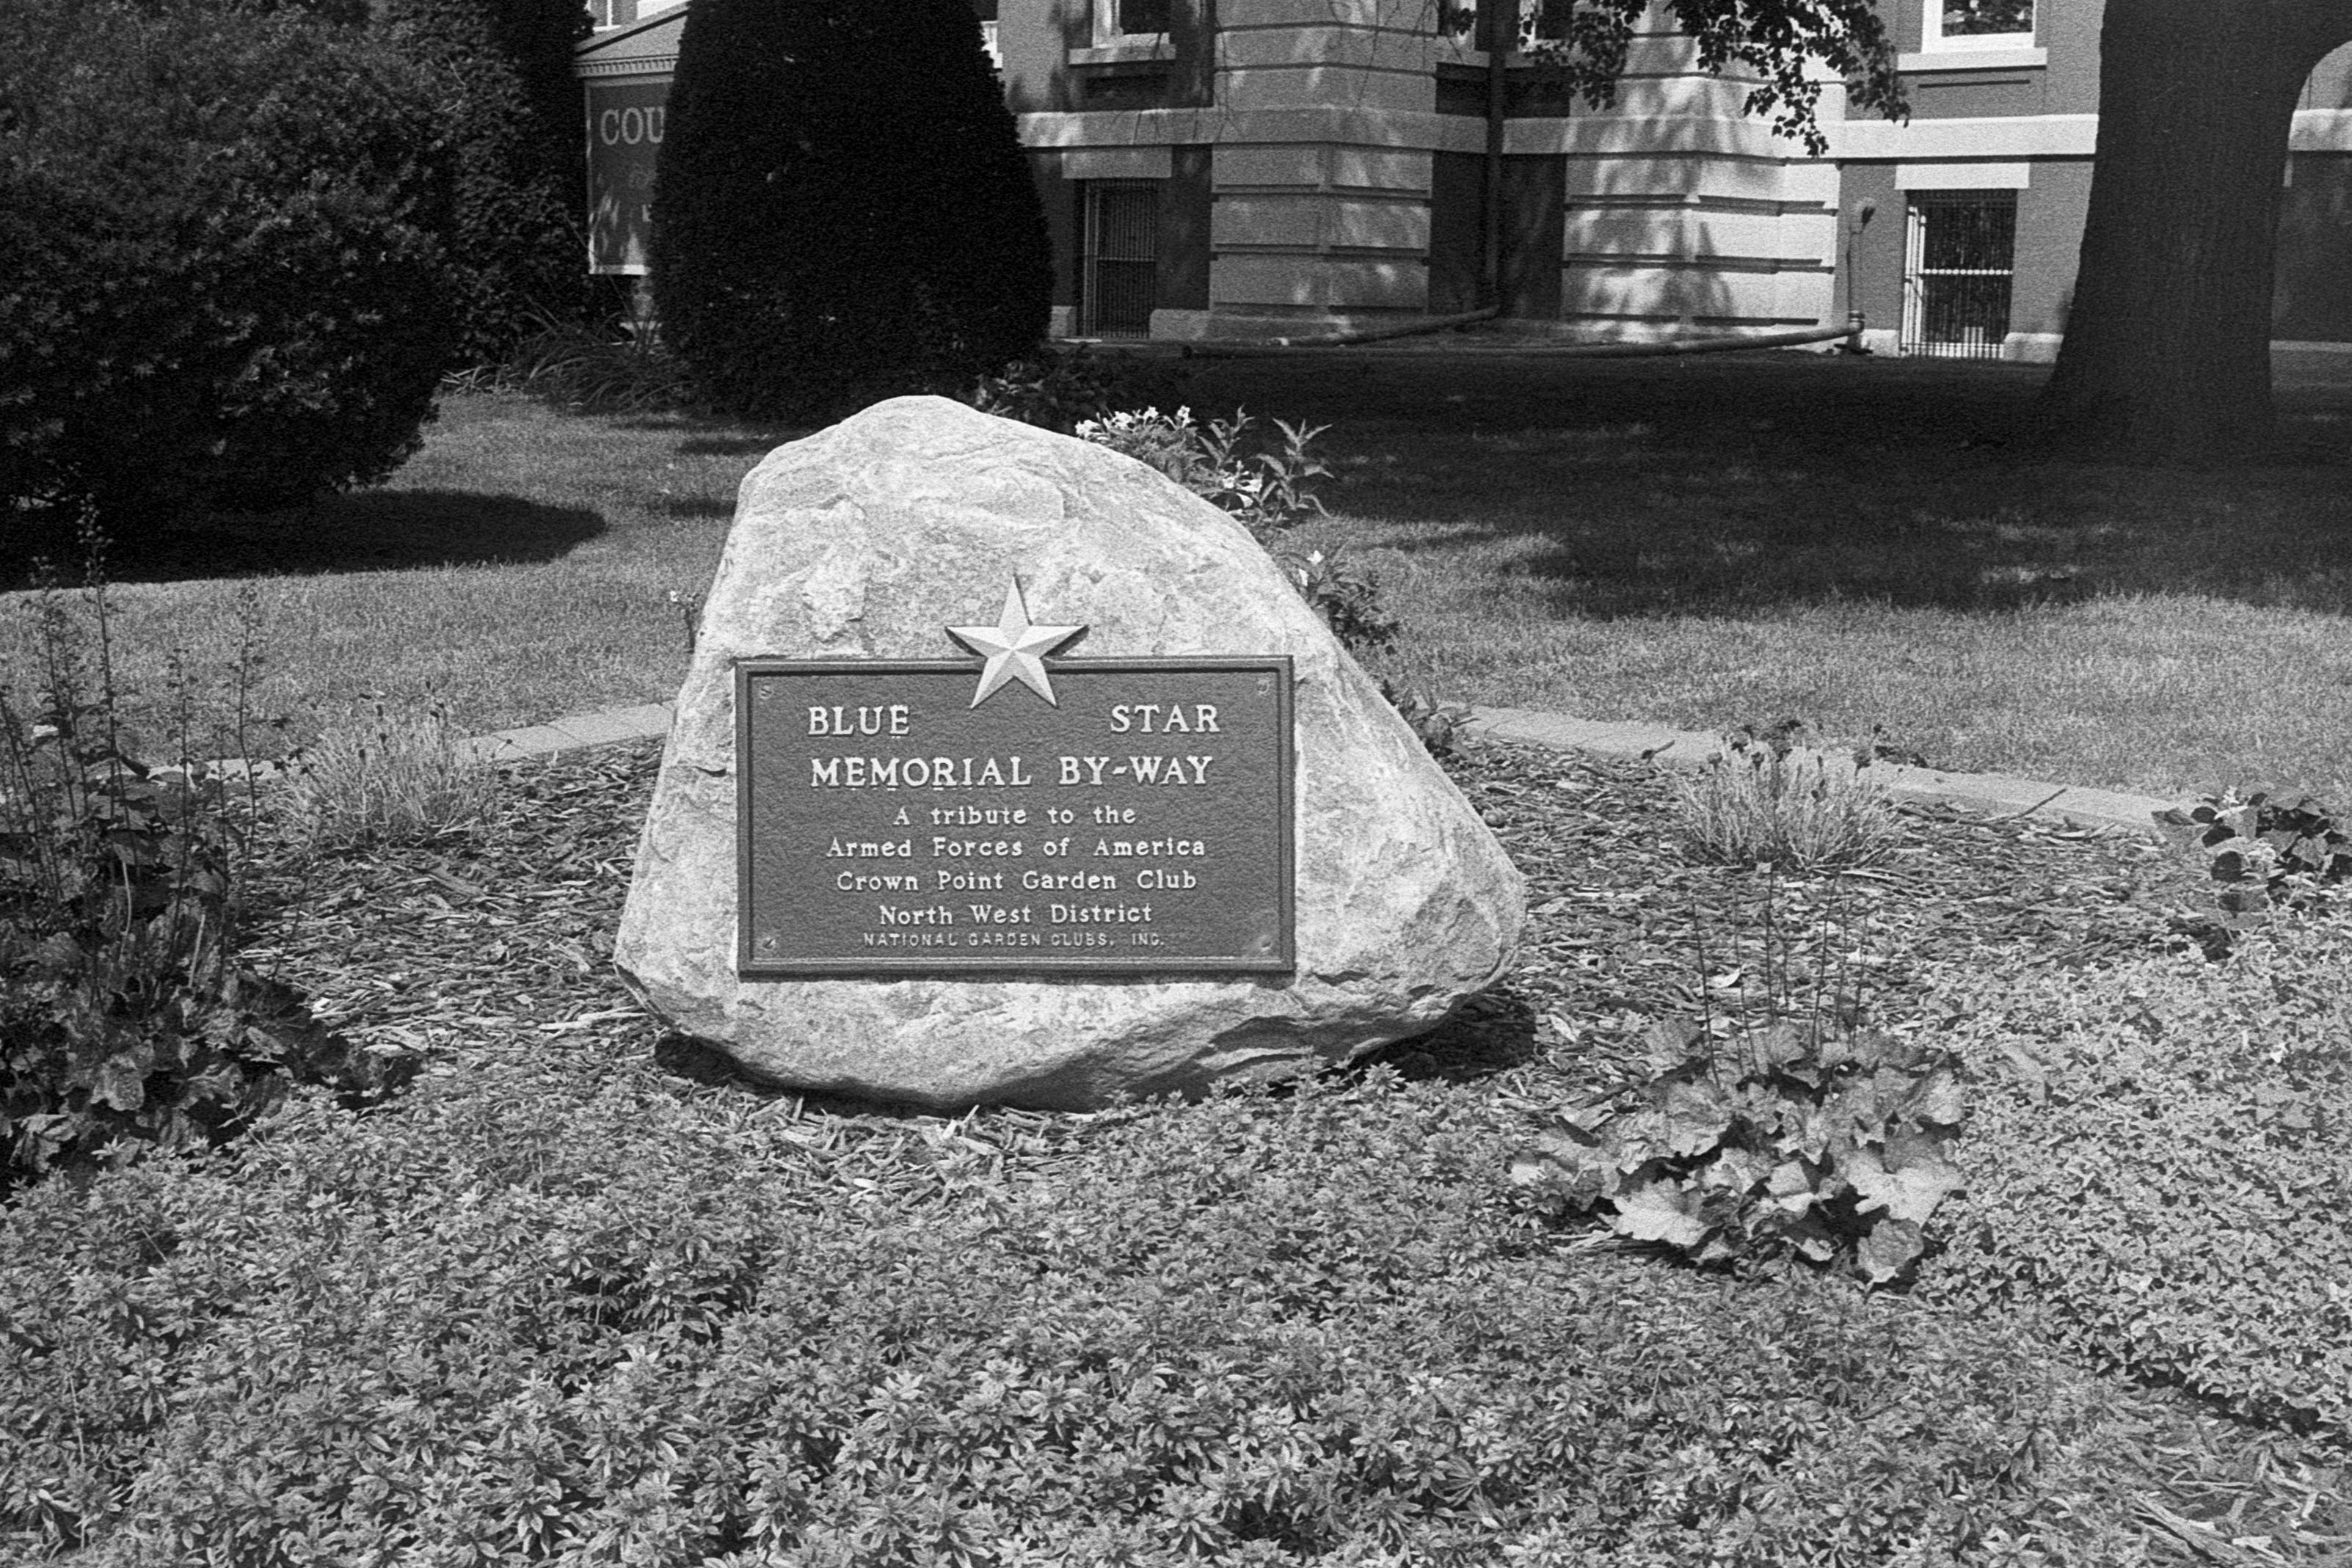 COU
BLUE STAR
MEMORIAL BY-WAY
A tribute to the
Armed Forces of America
Crown Point Garden Club
North West District
NATIONAL GARDEN CLUBS, INC.